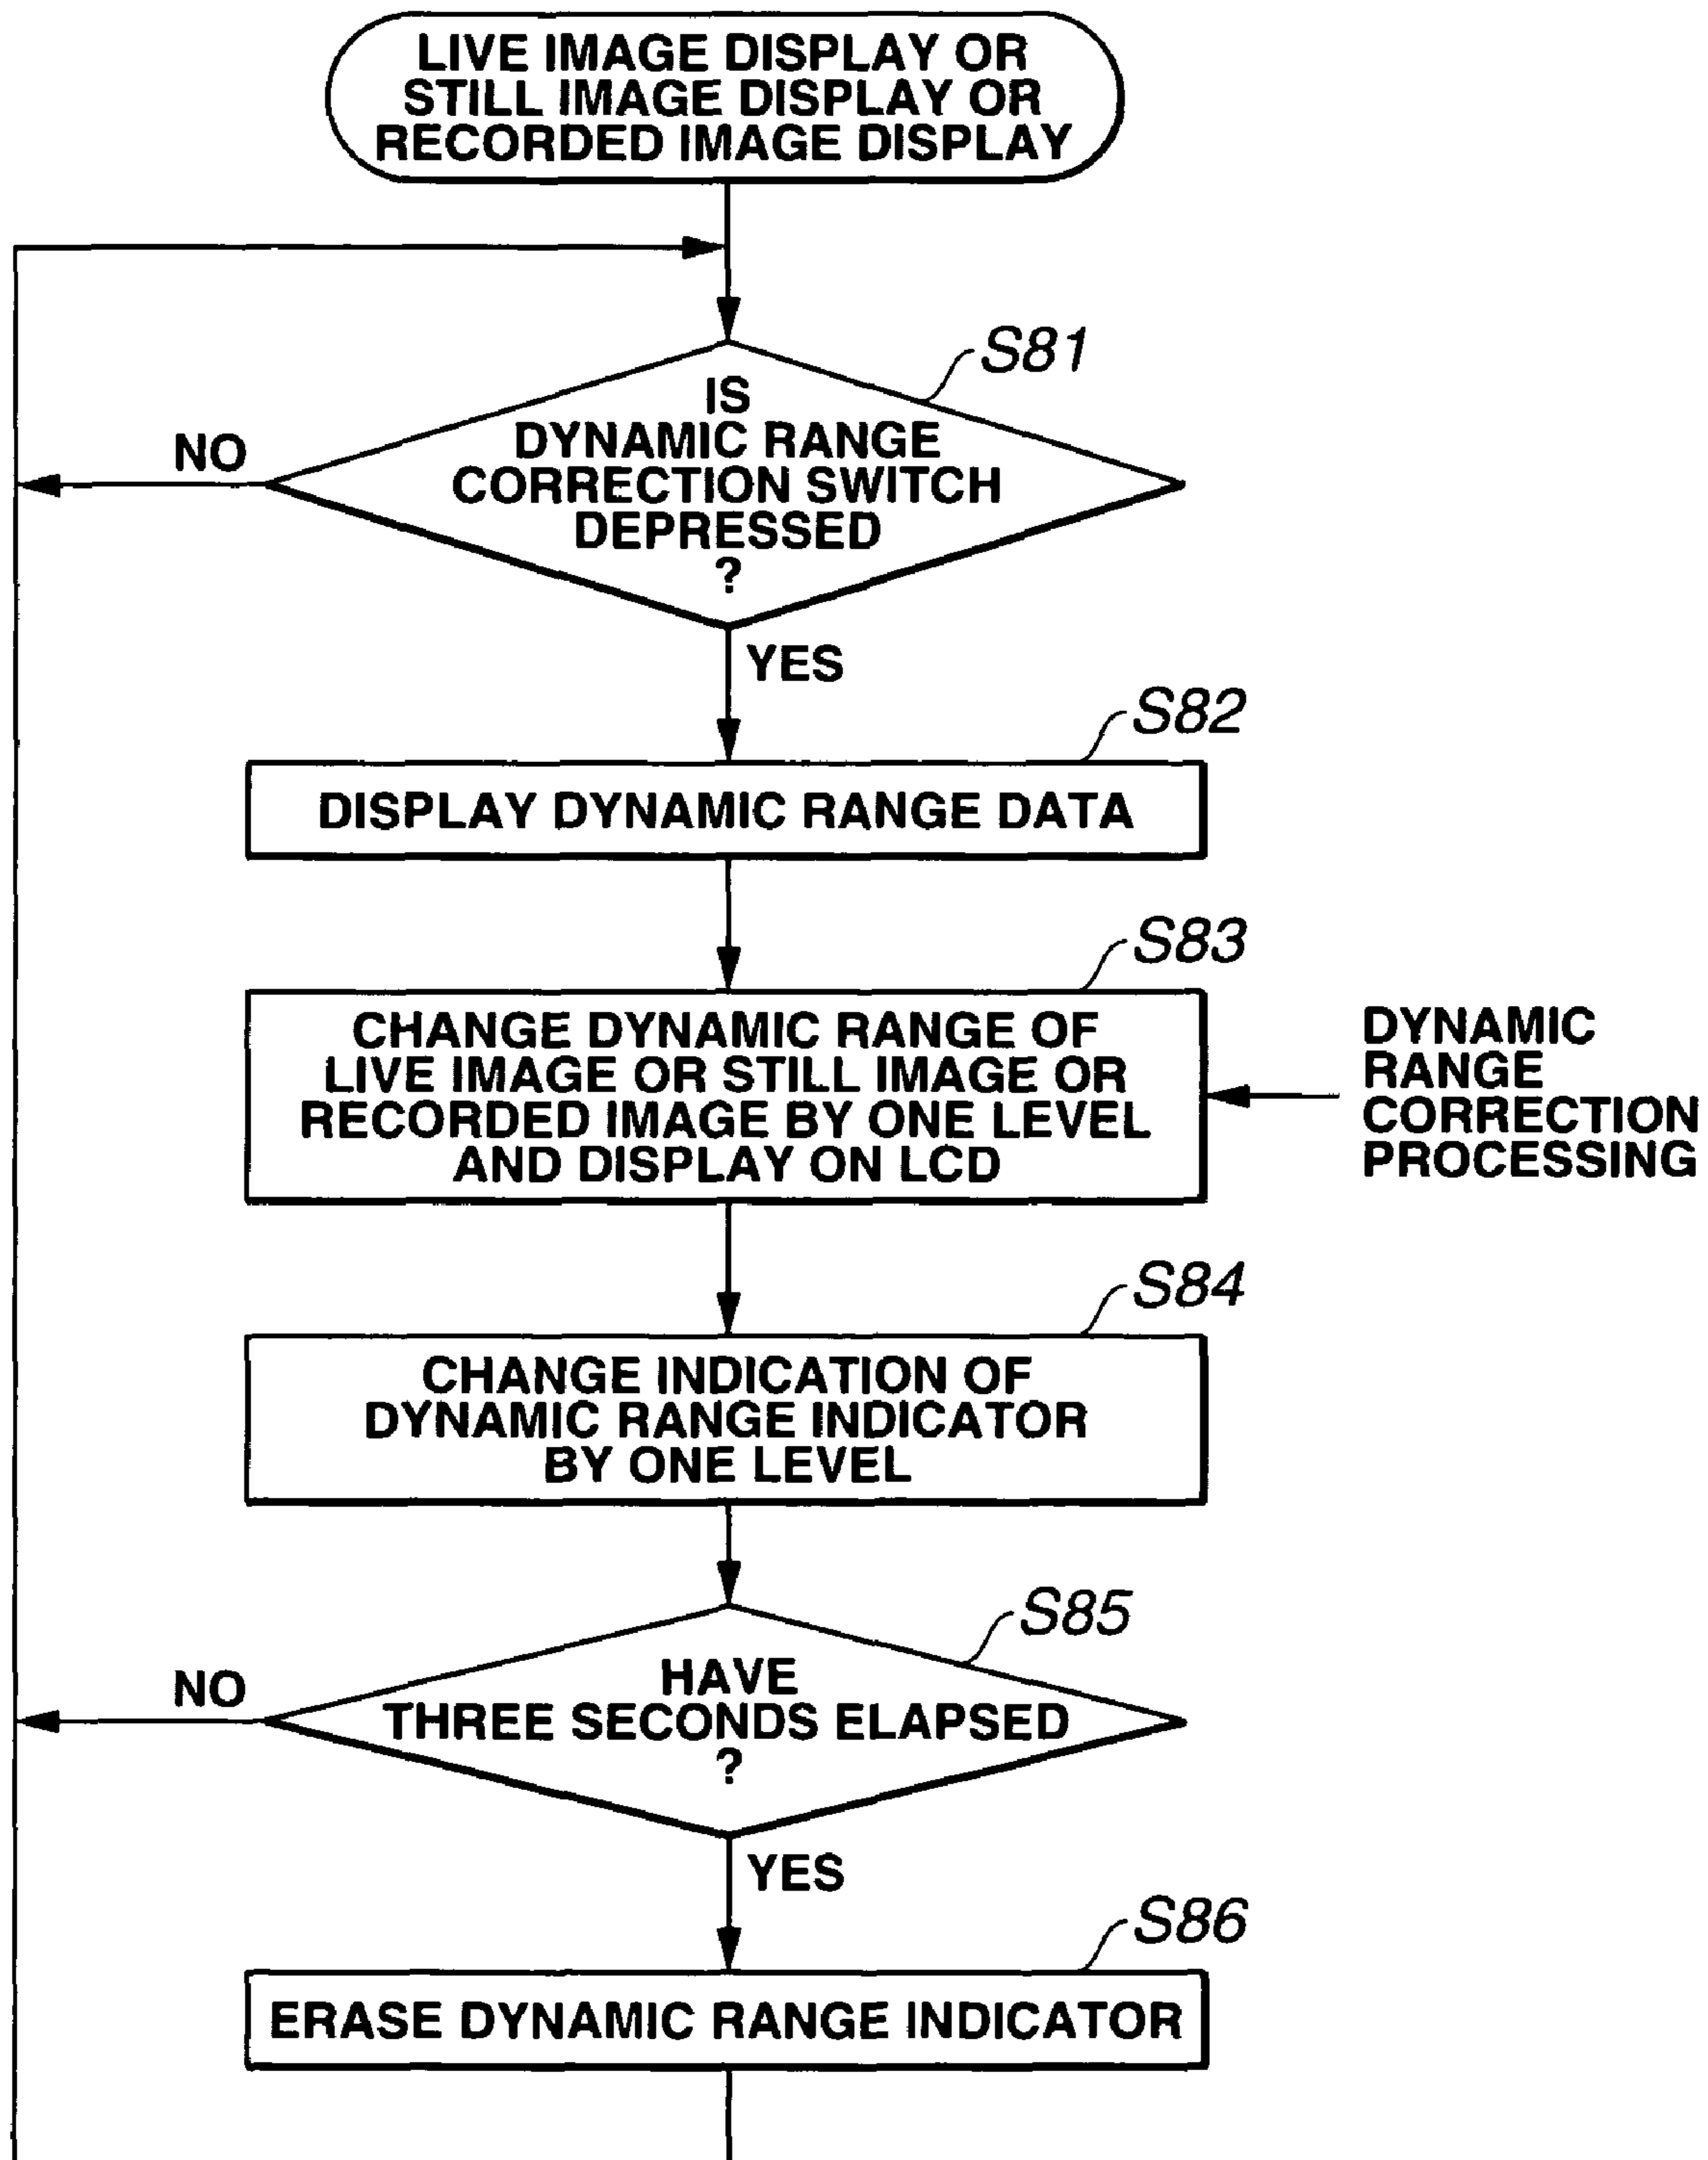 LIVE IMAGE DISPLAY OR
STILL IMAGE DISPLAY OR
RECORDED IMAGE DISPLAY
S81
IS
DYNAMIC RANGE
CORRECTION SWITCH
DEPRESSED
?
NO
YES
S82
DISPLAY DYNAMIC RANGE DATA
S83
CHANGE DYNAMIC RANGE OF
LIVE IMAGE OR STILL IMAGE OR
RECORDED IMAGE BY ONE LEVEL
AND DISPLAY ON LCD
DYNAMIC
RANGE
CORRECTION
PROCESSING
S84
CHANGE INDICATION OF
DYNAMIC RANGE INDICATOR
BY ONE LEVEL
S85
HAVE
THREE SECONDS ELAPSED
?
NO
YES
S86
ERASE DYNAMIC RANGE INDICATOR